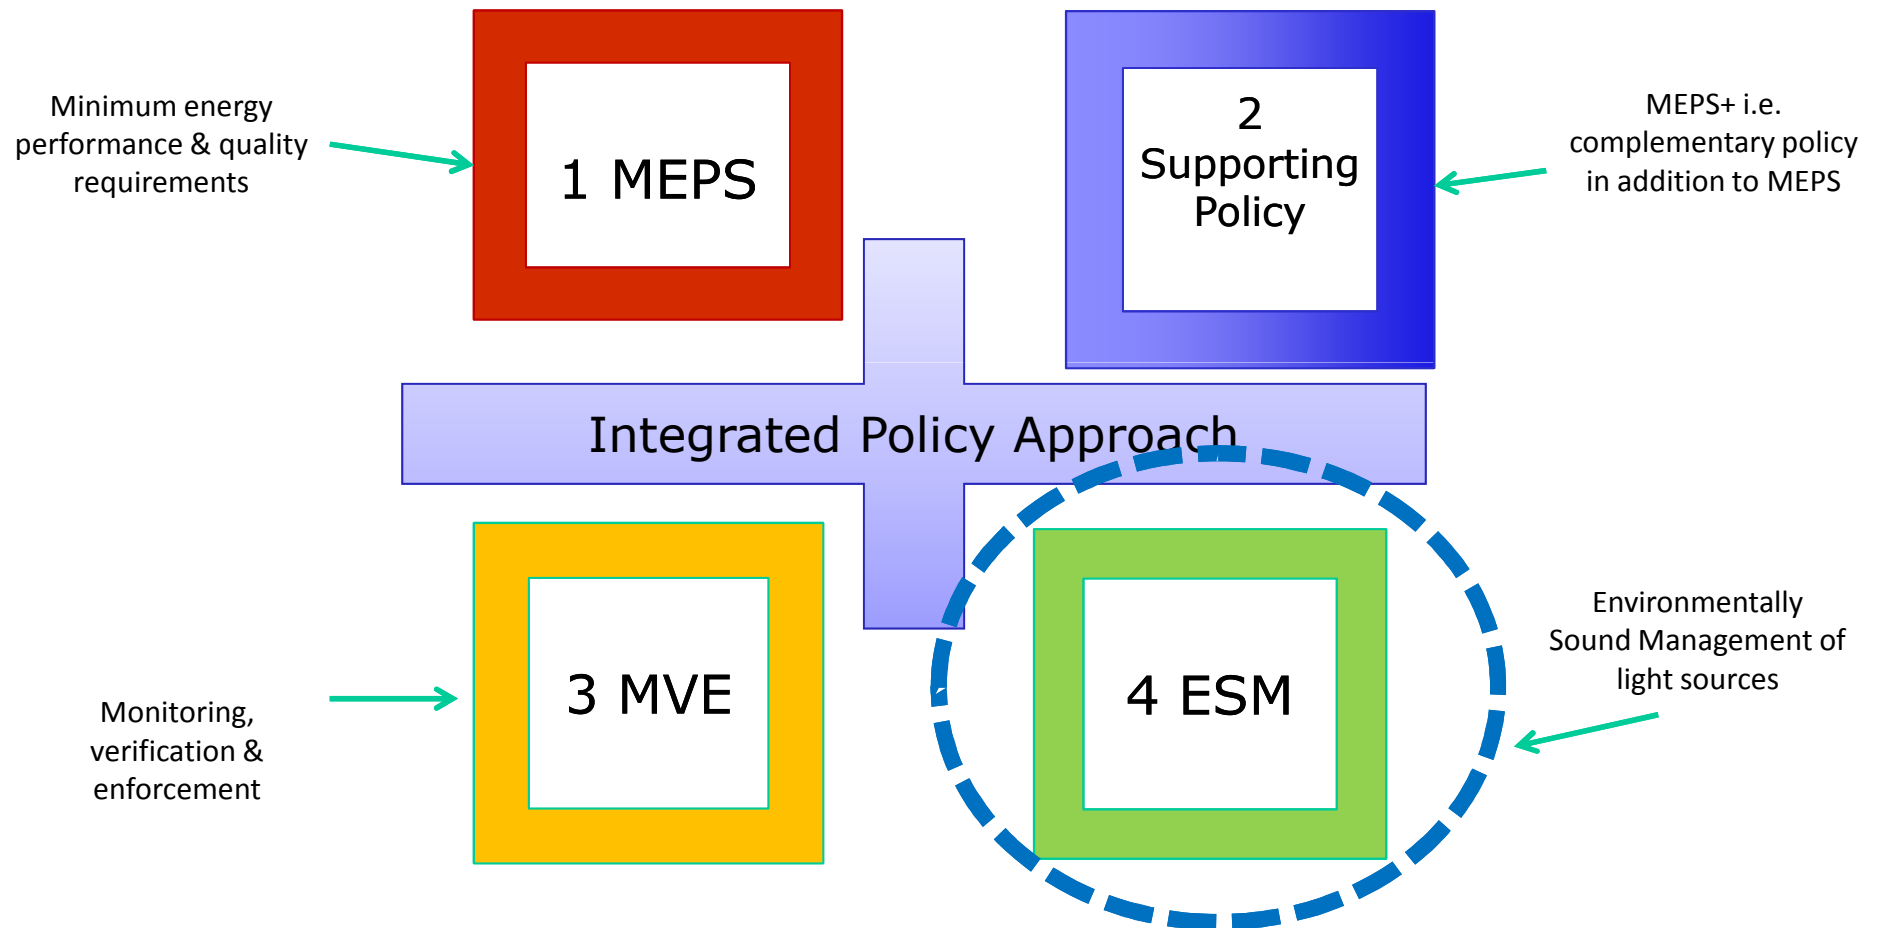 Minimum energy
performance & quality
requirements
1 MEPS
2
Supporting
Policy
MEPS+ i.e.
complementary policy
in addition to MEPS
Integrated Policy Approach
Monitoring,
verification &
enforcement
3 MVE
4 ESM
Environmentally
Sound Management of
light sources